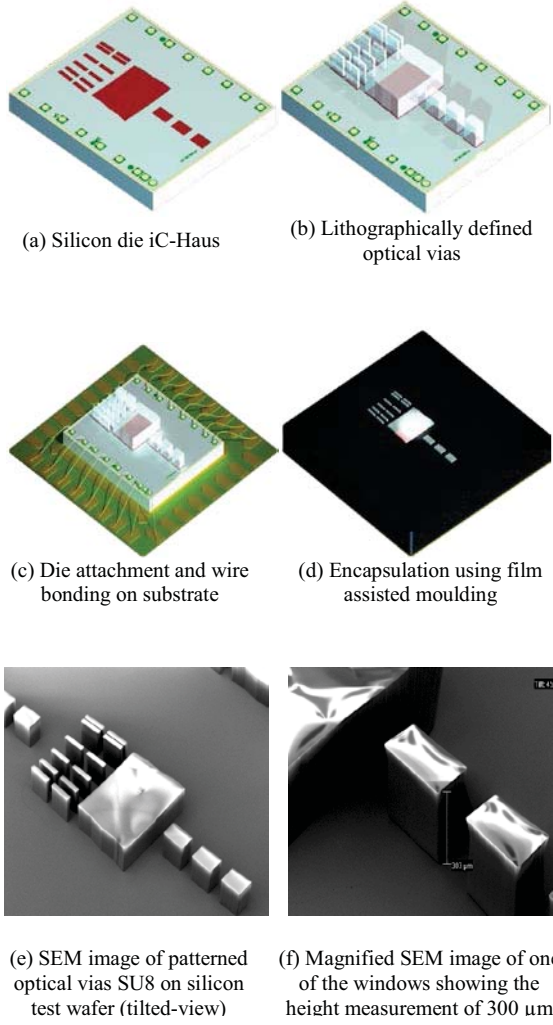 (a) Silicon die iC-Haus
(b) Lithographically defined
optical vias
(c) Die attachment and wire
bonding on substrate
(d) Encapsulation using film
assisted moulding
303 µm
(e) SEM image of patterned
optical vias SU8 on silicon
test wafer (tilted-view)
(f) Magnified SEM image of one
of the windows showing the
height measurement of 300 µm